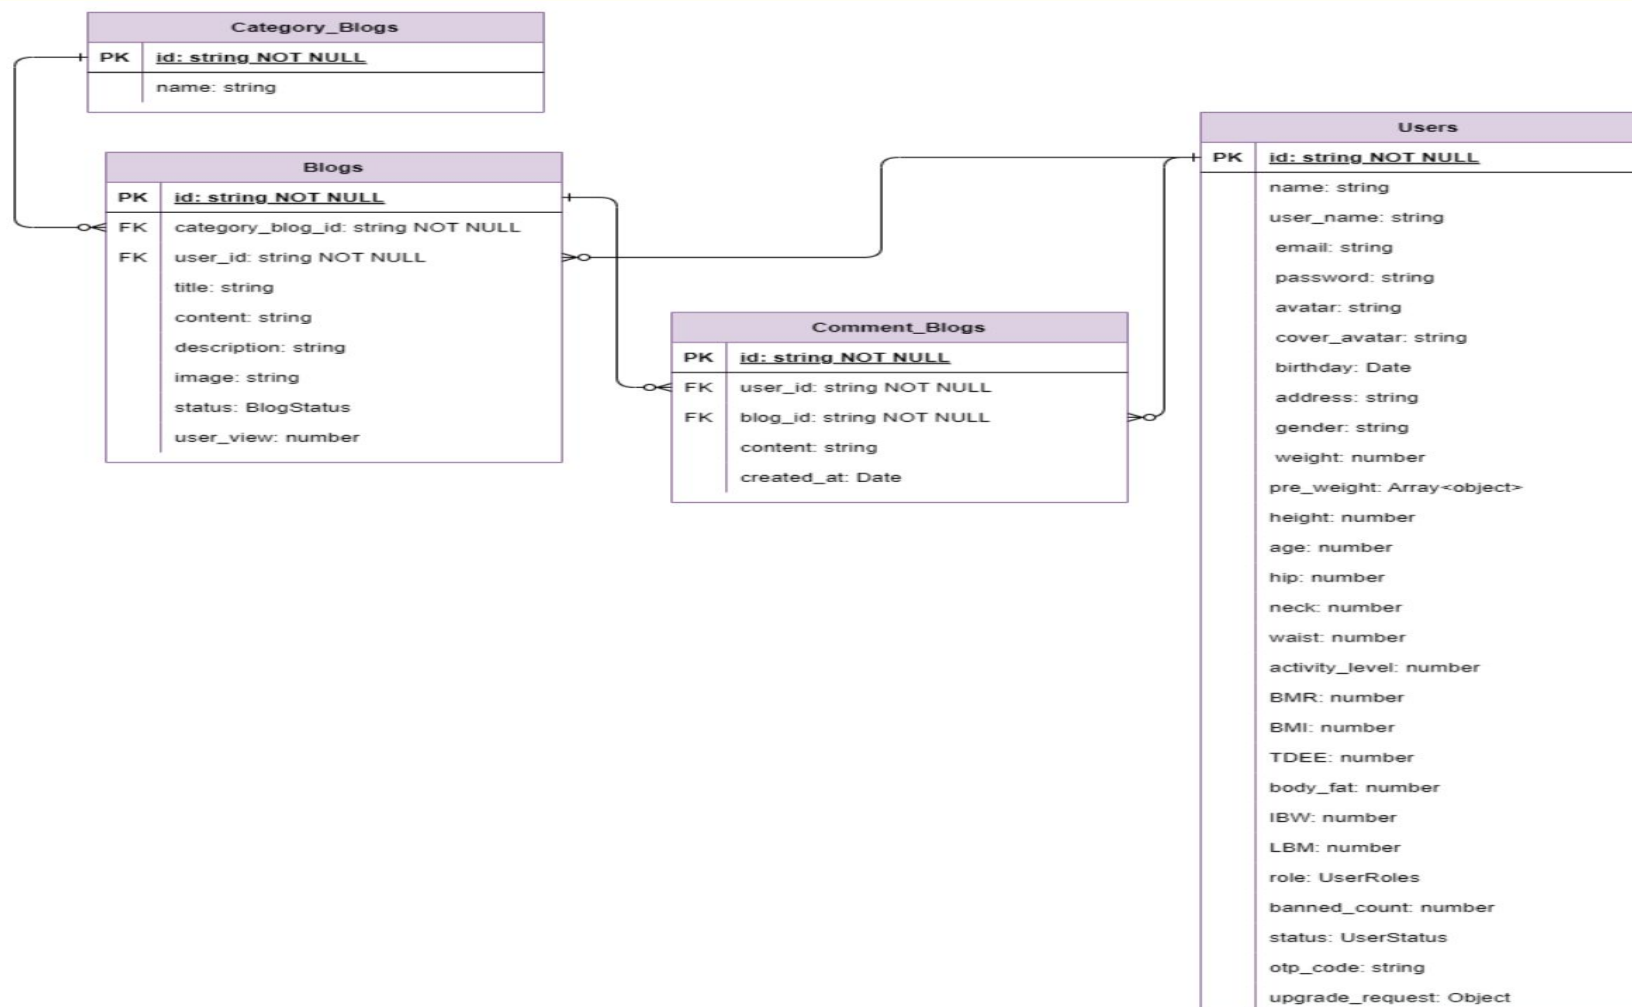 Category_Blogs
PK id: string NOT NULL
name: string
Blogs
PK id: string NOT NULL
FK category_blog_id: string NOT NULL
FK user_id: string NOT NULL
title: string
content: string
description: string
image: string
status: BlogStatus
user_view: number
Comment_Blogs
PK id: string NOT NULL
FK user_id: string NOT NULL
FK blog_id: string NOT NULL
content: string
created_at: Date
Users
PK id: string NOT NULL
name: string
user_name: string
email: string
password: string
avatar: string
cover_avatar: string
birthday: Date
address: string
gender: string
weight: number
pre_weight: Array<object>
height: number
age: number
hip: number
neck: number
waist: number
activity_level: number
BMR: number
BMI: number
TDEE: number
body_fat: number
IBW: number
LBM: number
role: UserRoles
banned_count: number
status: UserStatus
otp_code: string
upgrade_request: Object